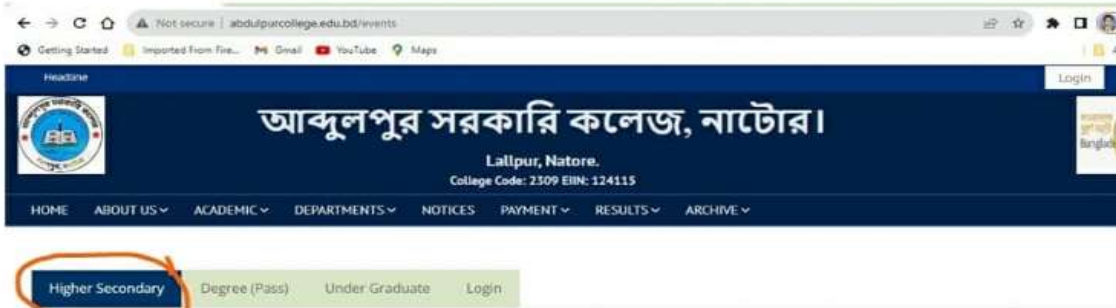 Not secure | abdulpurcollege.edu.bd/events
Getting Started Imported From Fire... Gmail YouTube Maps
Headline Login
আব্দুলপুর সরকারি কলেজ, নাটোর।
Lallpur, Natore.
College Code: 2309 EIIN: 124115
HOME ABOUT US ACADEMIC DEPARTMENTS NOTICES PAYMENT RESULTS ARCHIVE
Higher Secondary Degree (Pass) Under Graduate Login